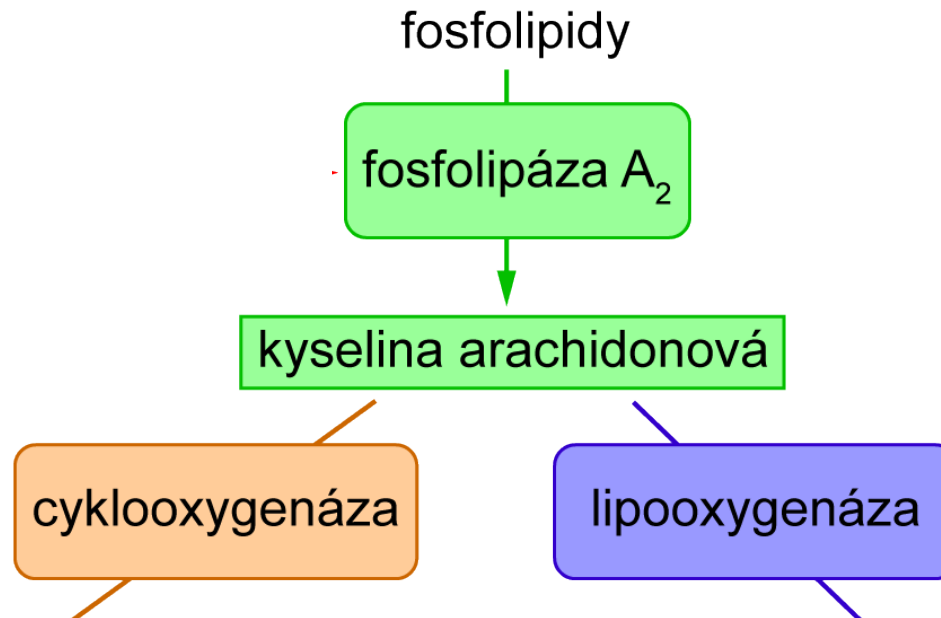 fosfolipidy
fosfolipáza A₂
kyselina arachidonová
cyklooxygenáza
lipooxygenáza